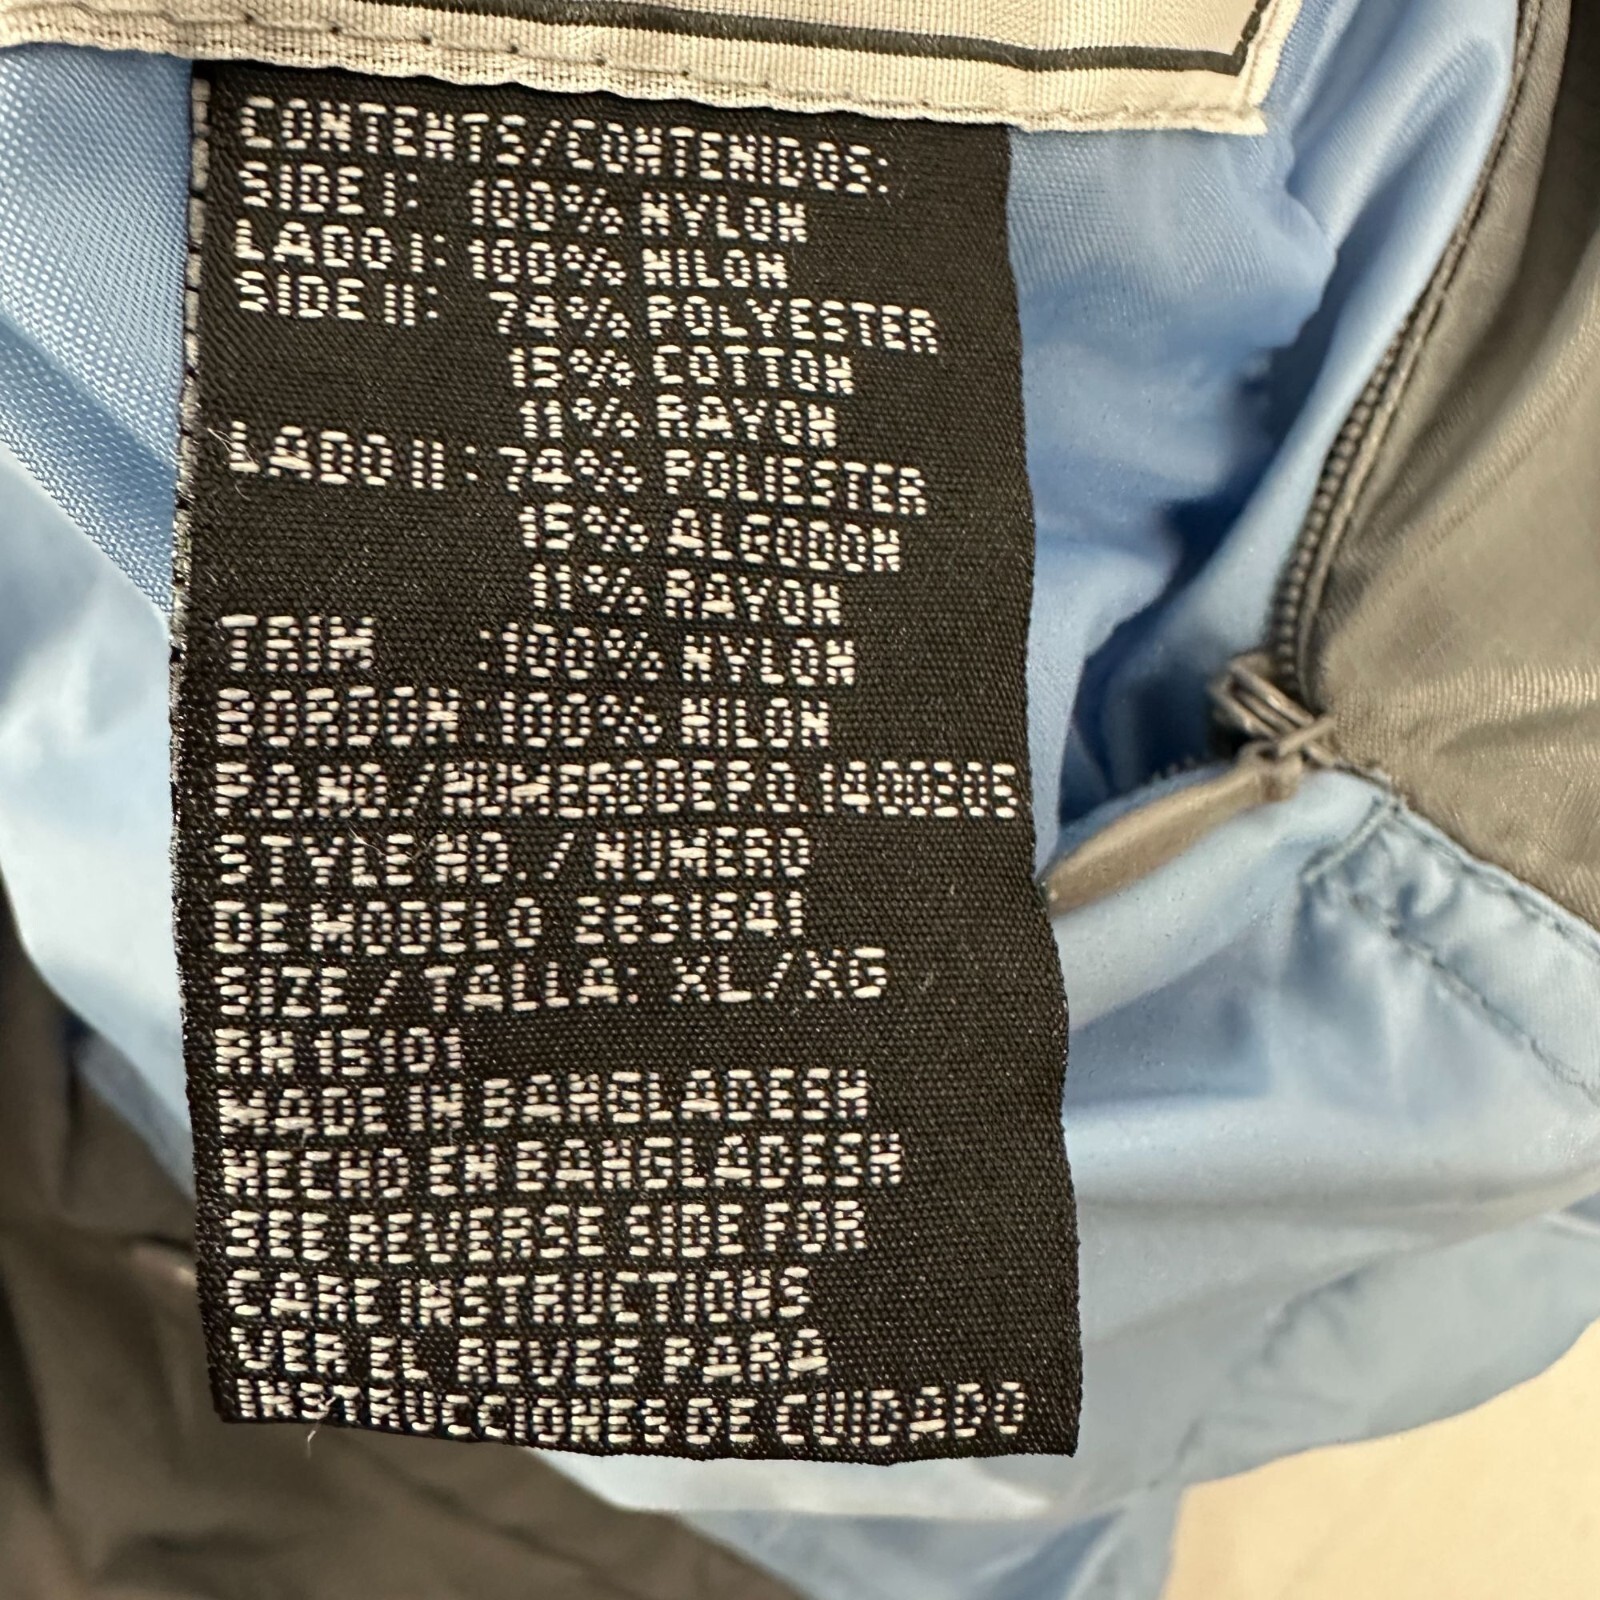 CONTENTS/CONTENIDOS:
SIDE I: 100% NYLON
LADO I: 100% NILON
SIDE II: 74% POLYESTER
15% COTTON
11% RAYON
LADO II : 74% POLIESTER
15% ALGODON
11% RAYON
TRIM :100% NYLON
BORDON :100% NILON
P.O.NO./NUMERODEP.O.1400305
STYLE NO./NUMERO
DE MODELO 2631641
SIZE/TALLA: XL/XG
RN 15101
MADE IN BANGLADESH
HECHO EN BANGLADESH
SEE REVERSE SIDE FOR
CARE INSTRUCTIONS
VER EL REVES PARA
INSTRUCCIONES DE CUIDADO